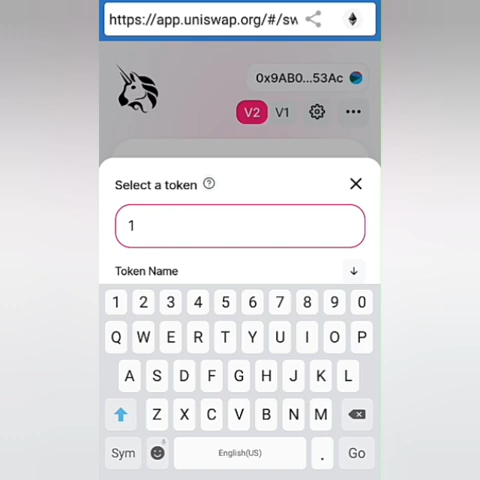 https://app.uniswap.org/#/sw
0x9AB0...53Ac
V2 V1
Select a token ?
1
Token Name
1 2 3 4 5 6 7 8 9 0
Q W E R T Y U I O P
A S D F G H J K L
Z X C V B N M
Sym English(US) . Go